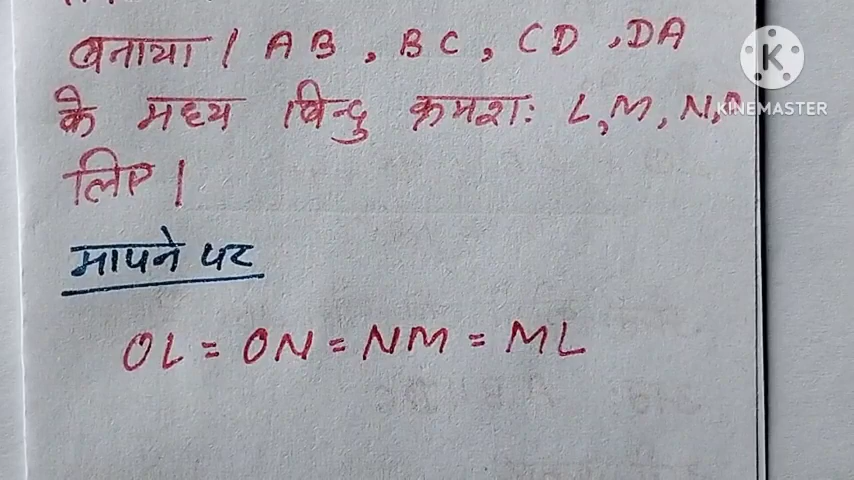 बनाया। AB, BC, CD, DA
के मध्य बिन्दु क्रमशः L, M, N,
लिए।
मापने पर
OL = ON = NM = ML
KINEMASTER